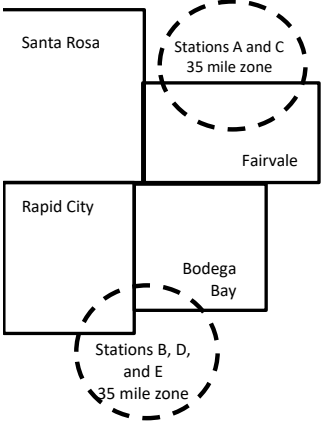 Santa Rosa
Stations A and C
35 mile zone
Fairvale
Rapid City
Bodega
Bay
Stations B, D,
and E
35 mile zone